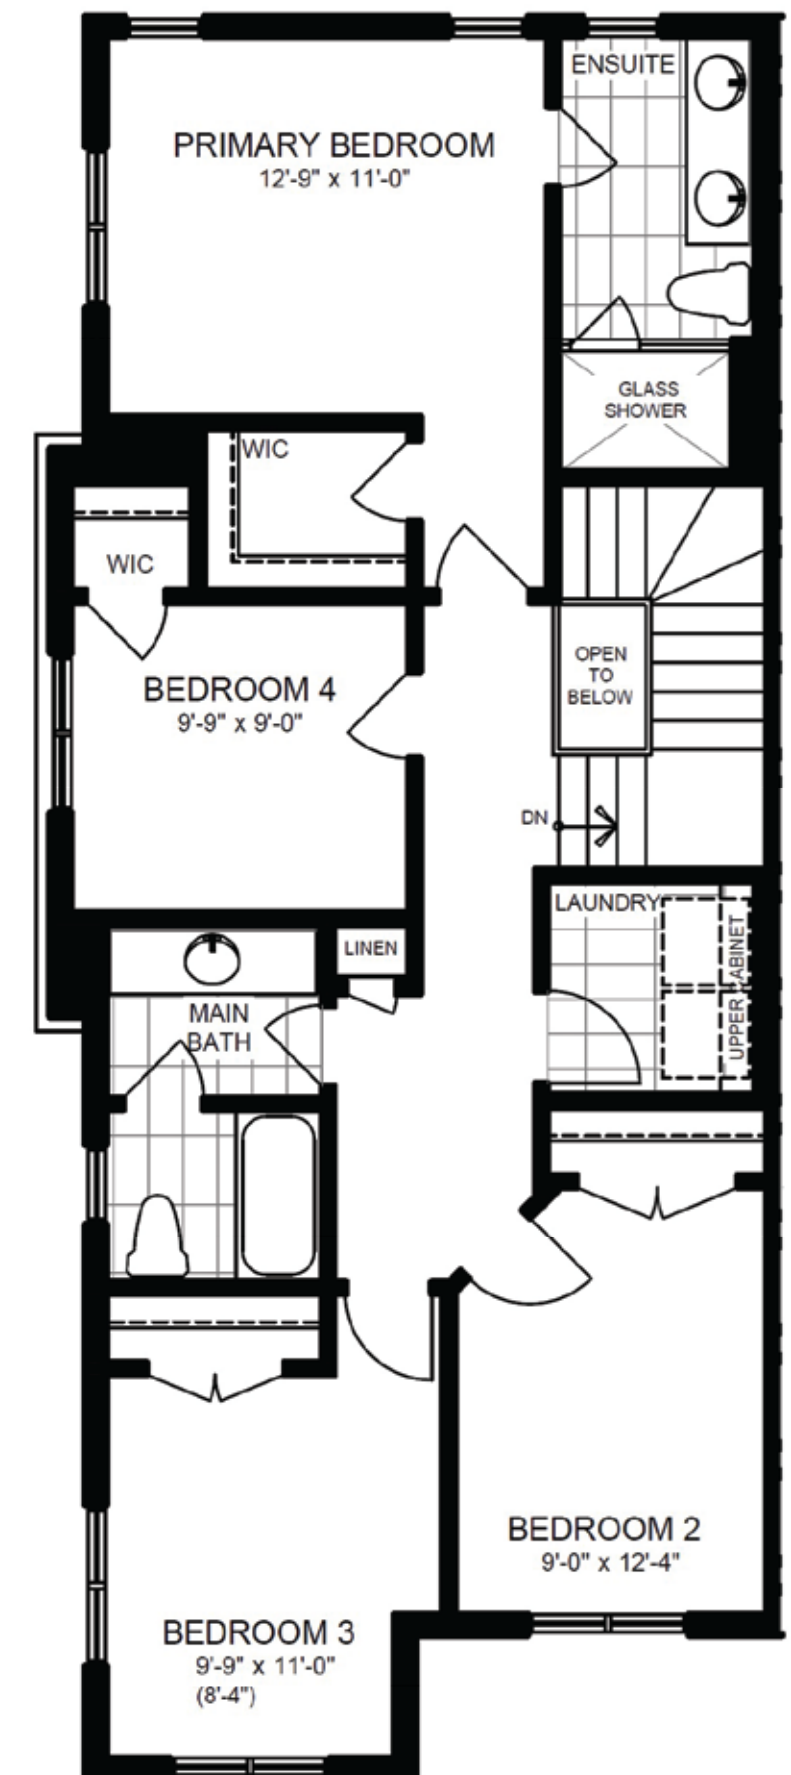 ENSUITE
PRIMARY BEDROOM
12'-9" x 11'-0"
GLASS
SHOWER
WIC
WIC
OPEN
TO
BELOW
BEDROOM 4
9'-9" x 9'-0"
DN
LAUNDRY
UPPER CABINET
LINEN
MAIN
BATH
BEDROOM 2
9'-0" x 12'-4"
BEDROOM 3
9'-9" x 11'-0"
(8'-4")